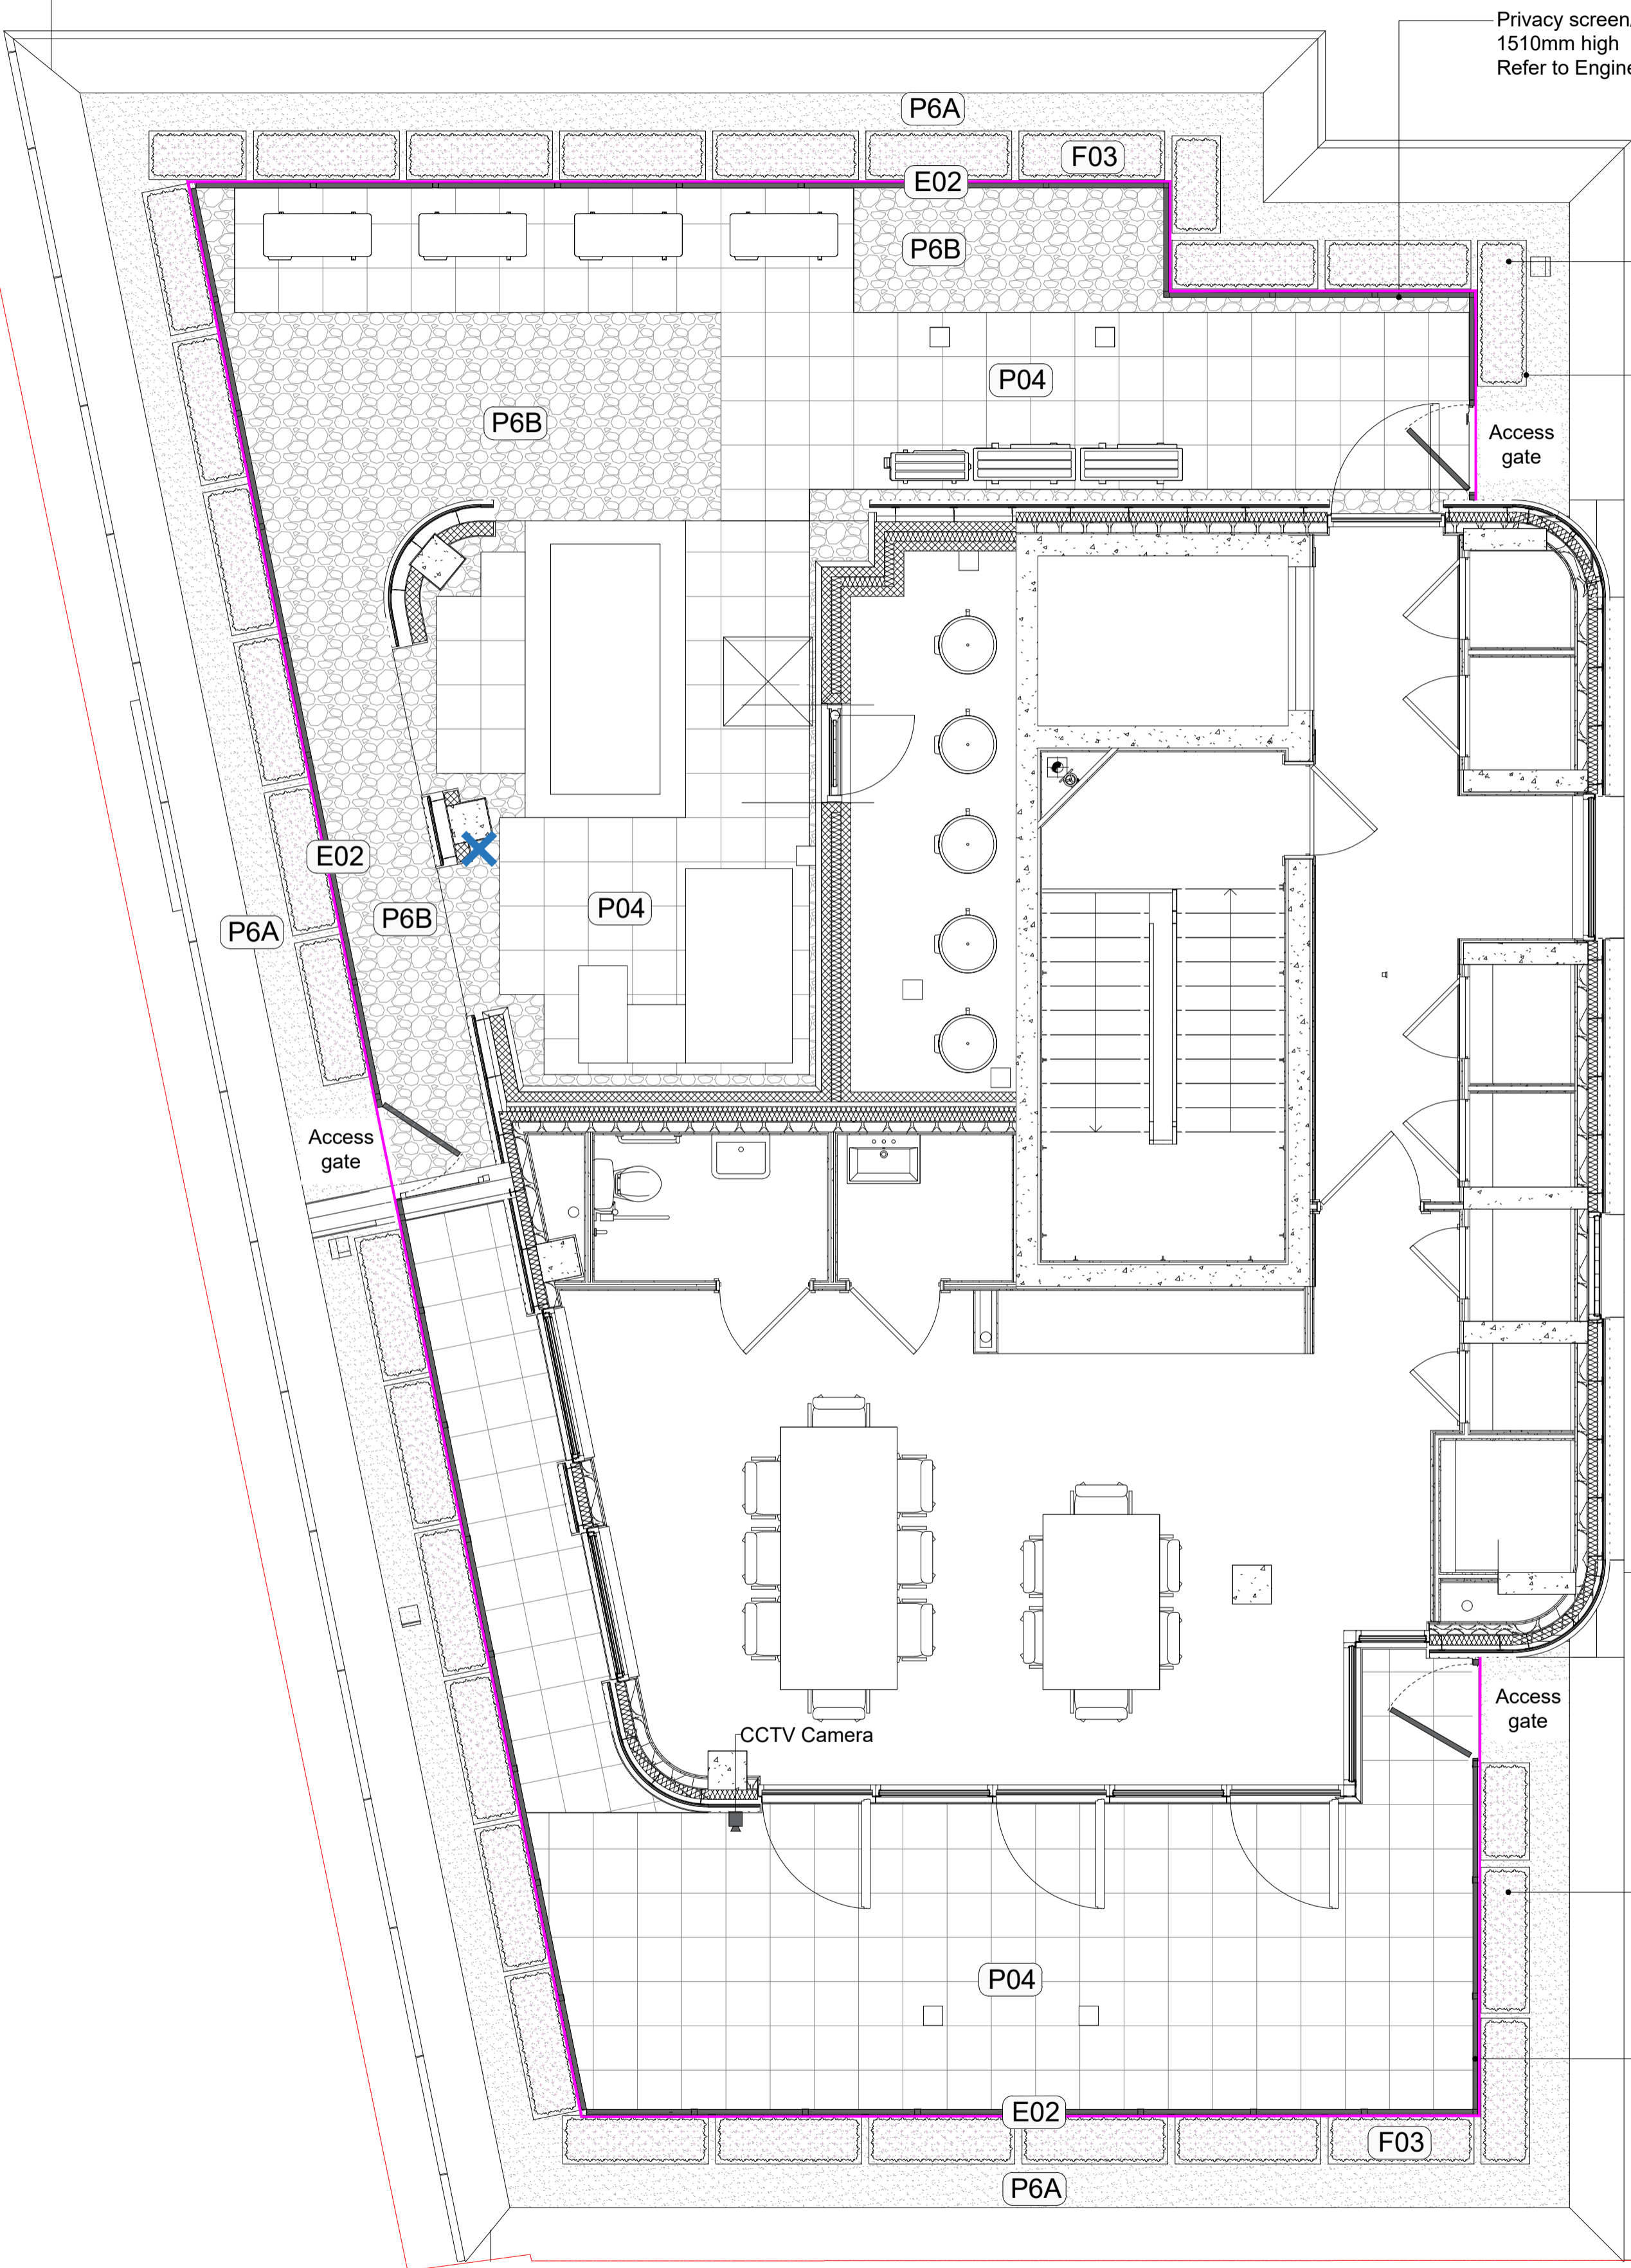 Privacy screen
1510mm high
Refer to Engine
P6A
F03
E02
P6B
P04
P6B
Access
gate
E02
P04
P6B
P6A
Access
gate
Access
gate
CCTV Camera
P04
E02
F03
P6A